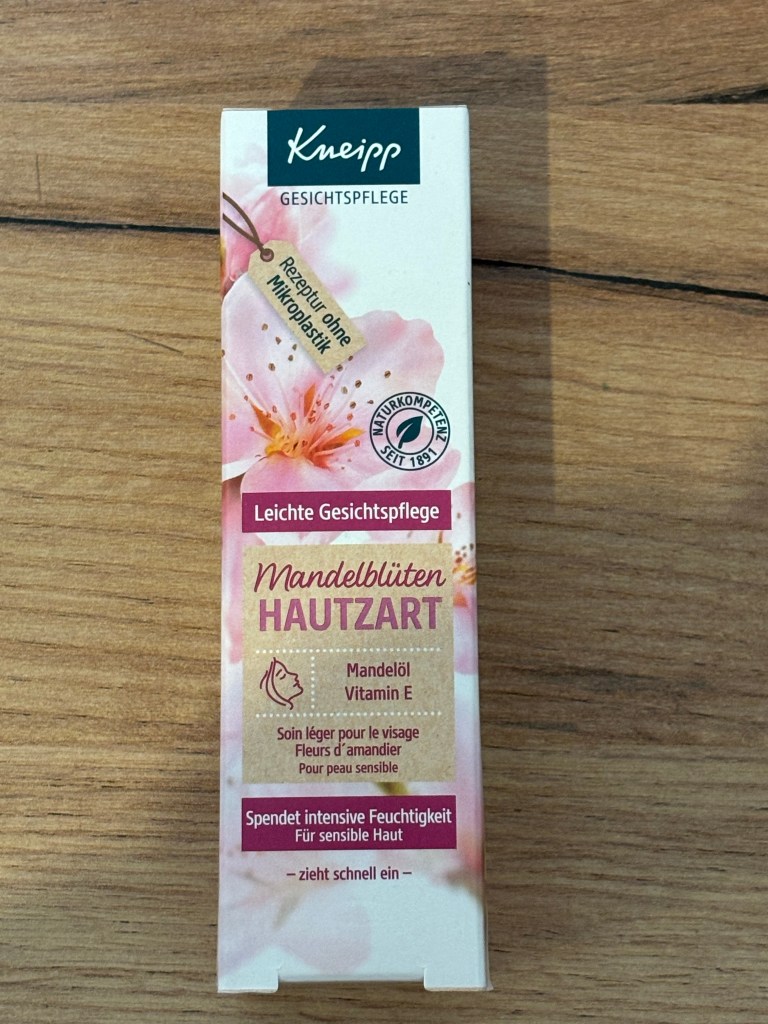 Kneipp
GESICHTSPFLEGE
Rezeptur ohne
Mikroplastik
NATURKOMPETENZ
SEIT 1891
Leichte Gesichtspflege
Mandelblüten
HAUTZART
Mandelöl
Vitamin E
Soin léger pour le visage
Fleurs d´amandier
Pour peau sensible
Spendet intensive Feuchtigkeit
Für sensible Haut
– zieht schnell ein –